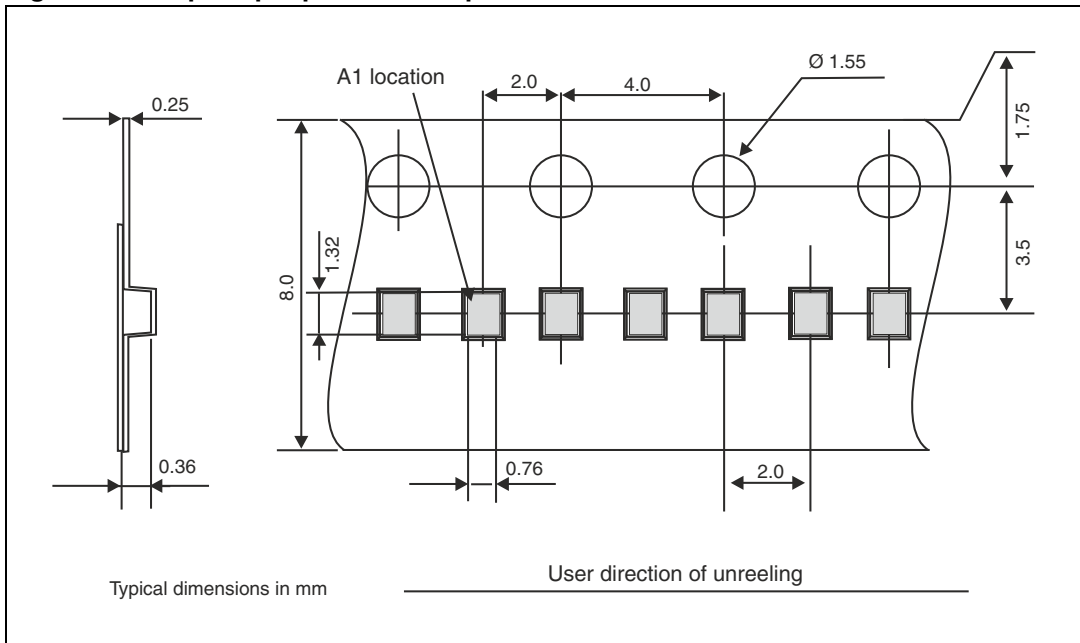 Ø 1.55
A1 location
2.0
4.0
0.25
1.75
1.32
8.0
3.5
0.36
0.76
2.0
Typical dimensions in mm
User direction of unreeling